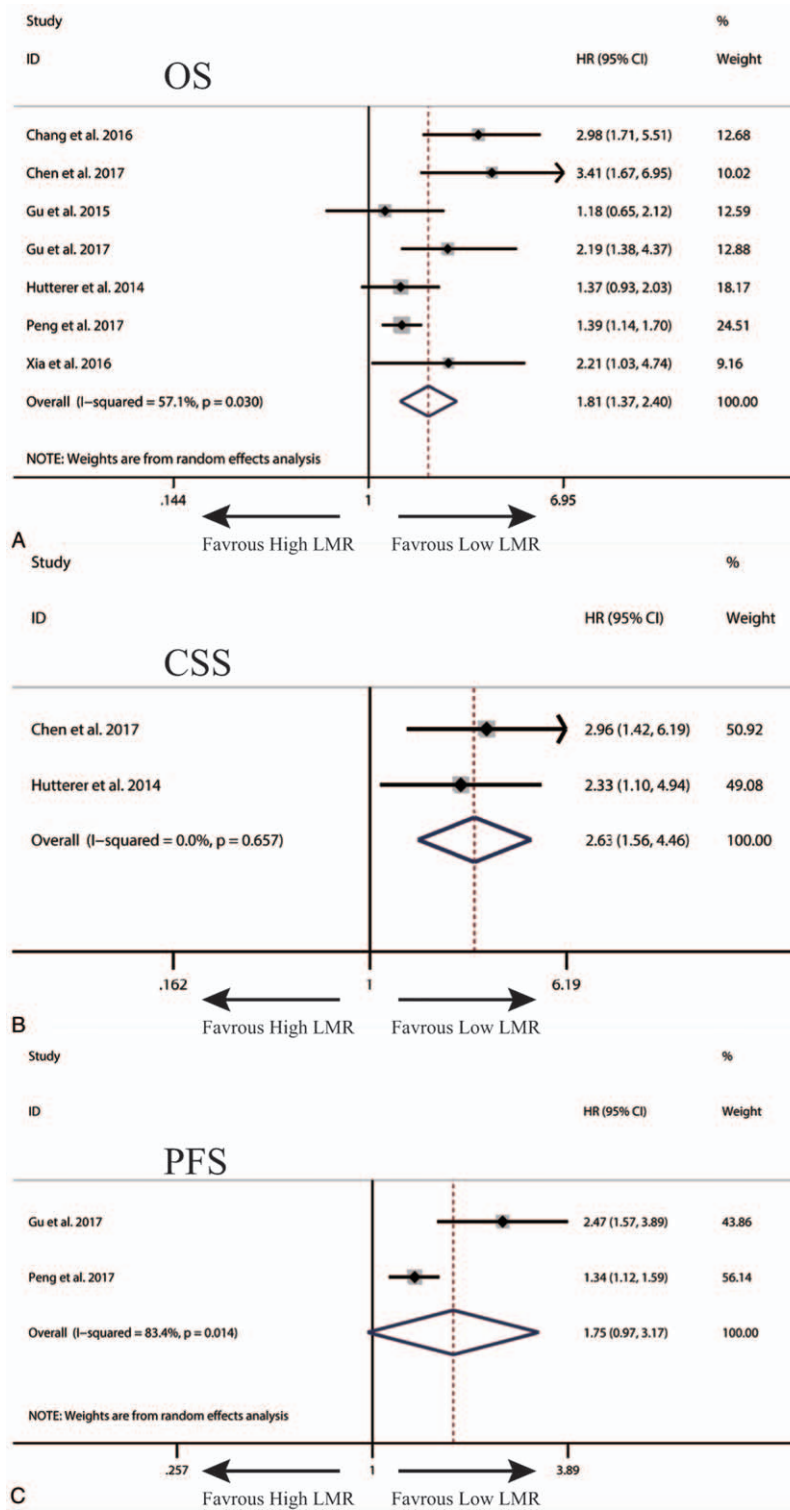 Study %
ID HR (95% CI) Weight
OS
Chang et al. 2016 2.98 (1.71, 5.51) 12.68
Chen et al. 2017 3.41 (1.67, 6.95) 10.02
Gu et al. 2015 1.18 (0.65, 2.12) 12.59
Gu et al. 2017 2.19 (1.38, 4.37) 12.88
Hutterer et al. 2014 1.37 (0.93, 2.03) 18.17
Peng et al. 2017 1.39 (1.14, 1.70) 24.51
Xia et al. 2016 2.21 (1.03, 4.74) 9.16
Overall (I-squared = 57.1%, p = 0.030) 1.81 (1.37, 2.40) 100.00
NOTE: Weights are from random effects analysis
.144 1 6.95
A Favrous High LMR Favrous Low LMR
Study %
ID HR (95% CI) Weight
CSS
Chen et al. 2017 2.96 (1.42, 6.19) 50.92
Hutterer et al. 2014 2.33 (1.10, 4.94) 49.08
Overall (I-squared = 0.0%, p = 0.657) 2.63 (1.56, 4.46) 100.00
.162 1 6.19
B Favrous High LMR Favrous Low LMR
Study %
ID HR (95% CI) Weight
PFS
Gu et al. 2017 2.47 (1.57, 3.89) 43.86
Peng et al. 2017 1.34 (1.12, 1.59) 56.14
Overall (I-squared = 83.4%, p = 0.014) 1.75 (0.97, 3.17) 100.00
NOTE: Weights are from random effects analysis
.257 1 3.89
C Favrous High LMR Favrous Low LMR